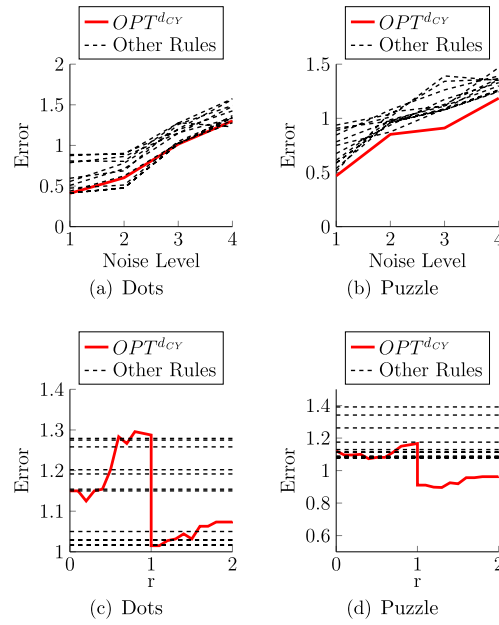 OPT^{d_{CY}} OPT^{d_{CY}}
Other Rules Other Rules
2 1.5
1.5 1
1 0.5
0.5 0
0
Error Error
1 2 3 4 1 2 3 4
Noise Level Noise Level
(a) Dots (b) Puzzle
OPT^{d_{CY}} OPT^{d_{CY}}
Other Rules Other Rules
1.4 1.4
1.3 1.2
1.2 1
1.1 0.8
1 0.6
Error Error
0 1 2 0 1 2
r r
(c) Dots (d) Puzzle